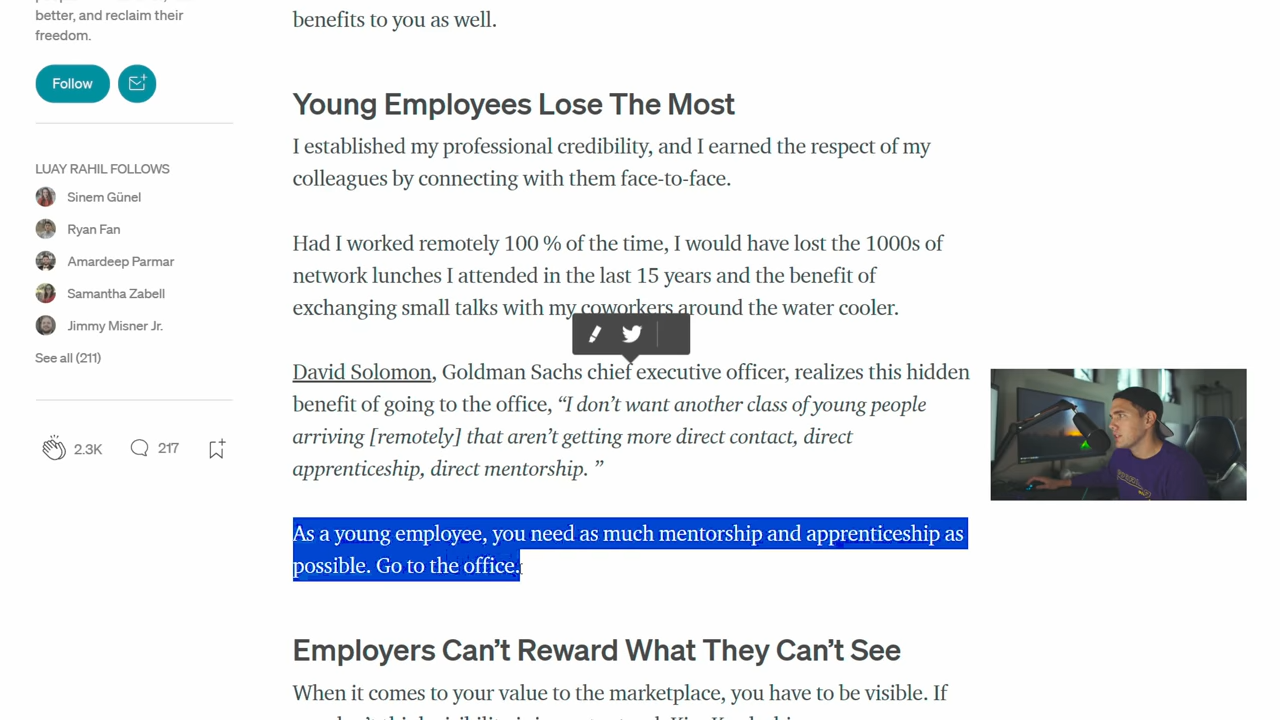 better, and reclaim their
freedom.
Follow
LUAY RAHIL FOLLOWS
Sinem Günel
Ryan Fan
Amardeep Parmar
Samantha Zabell
Jimmy Misner Jr.
See all (211)
2.3K
217
benefits to you as well.
Young Employees Lose The Most
I established my professional credibility, and I earned the respect of my
colleagues by connecting with them face-to-face.
Had I worked remotely 100 % of the time, I would have lost the 1000s of
network lunches I attended in the last 15 years and the benefit of
exchanging small talks with my coworkers around the water cooler.
David Solomon, Goldman Sachs chief executive officer, realizes this hidden
benefit of going to the office, “I don’t want another class of young people
arriving [remotely] that aren’t getting more direct contact, direct
apprenticeship, direct mentorship. ”
As a young employee, you need as much mentorship and apprenticeship as
possible. Go to the office.
Employers Can’t Reward What They Can’t See
When it comes to your value to the marketplace, you have to be visible. If